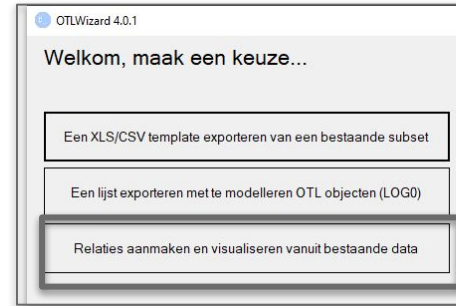 OTLWizard 4.0.1
Welkom, maak een keuze...
Een XLS/CSV template exporteren van een bestaande subset
Een lijst exporteren met te modelleren OTL objecten (LOG0)
Relaties aanmaken en visualiseren vanuit bestaande data